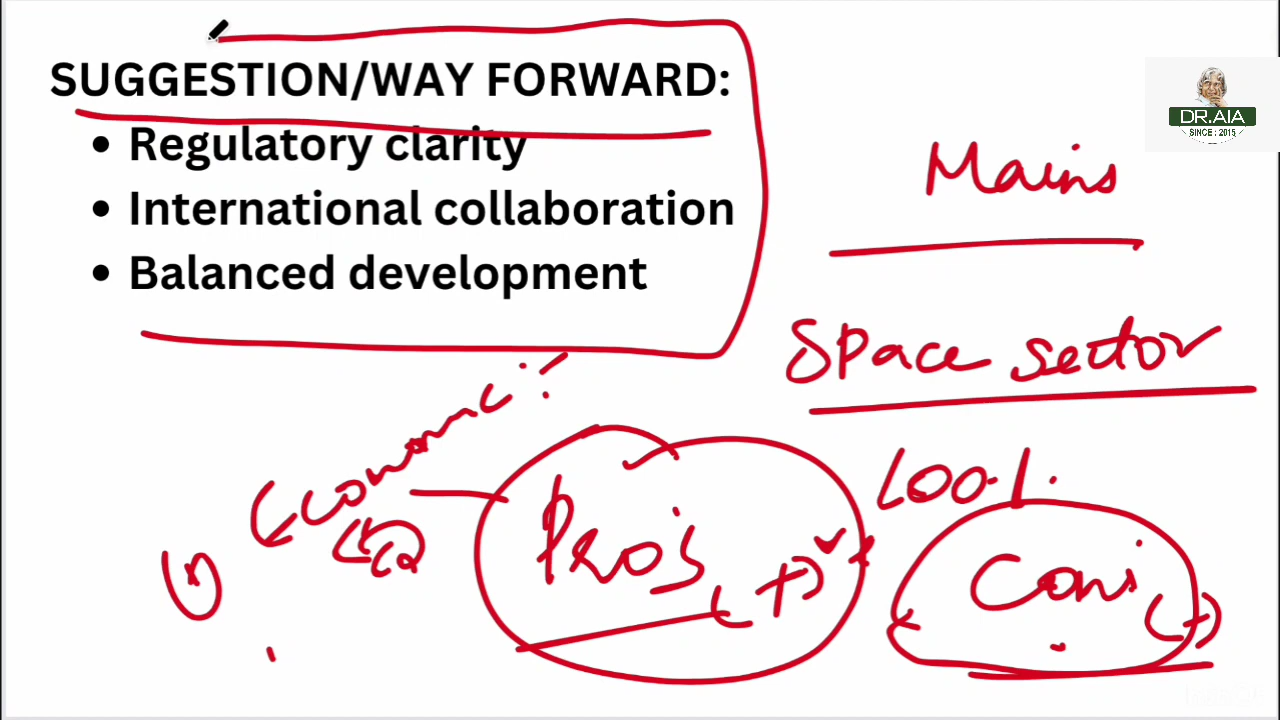 SUGGESTION/WAY FORWARD:
• Regulatory clarity
• International collaboration
• Balanced development
DR.AIA
SINCE : 2015
Mains
Space sector
Economic :
100%.
Pro's (+)
Cons (-)